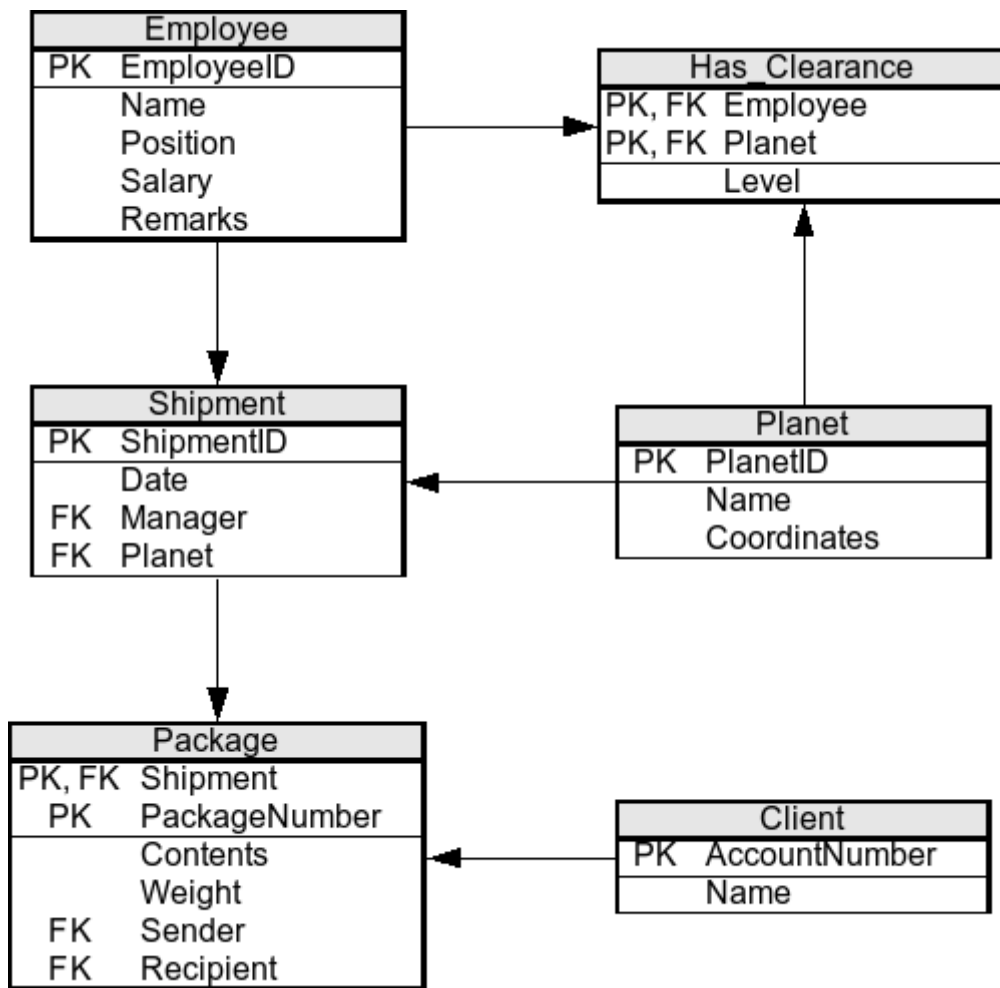 Employee
PK EmployeeID
Name
Position
Salary
Remarks
Has_Clearance
PK, FK Employee
PK, FK Planet
Level
Shipment
PK ShipmentID
Date
FK Manager
FK Planet
Planet
PK PlanetID
Name
Coordinates
Package
PK, FK Shipment
PK PackageNumber
Contents
Weight
FK Sender
FK Recipient
Client
PK AccountNumber
Name